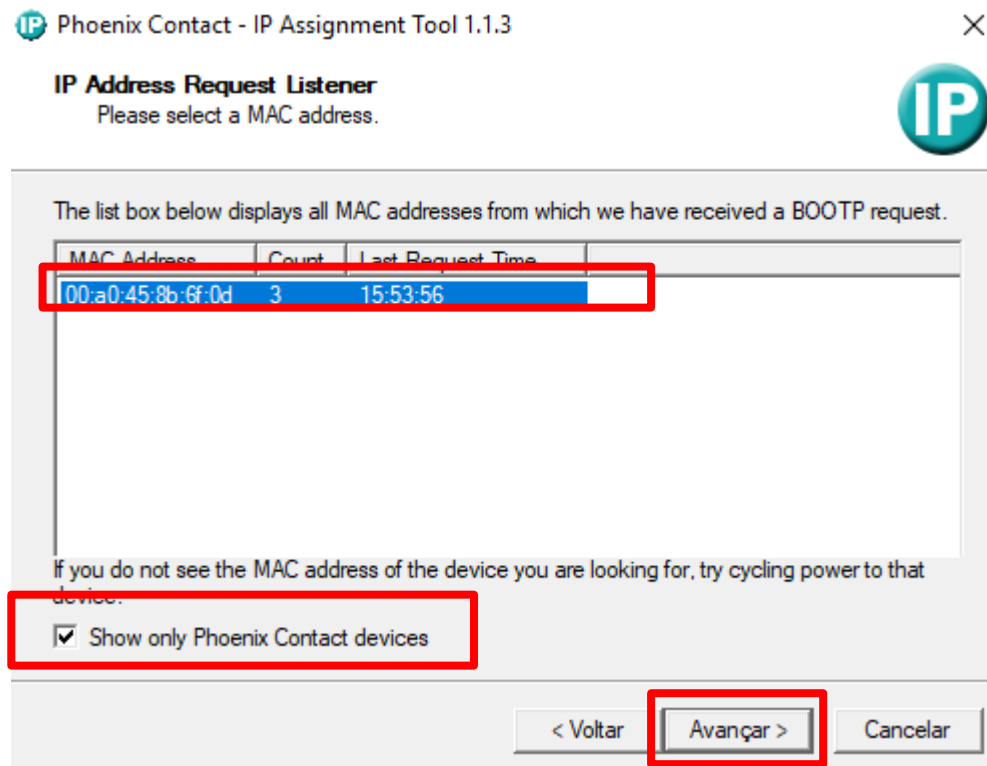 IP Phoenix Contact - IP Assignment Tool 1.1.3
IP Address Request Listener
Please select a MAC address.
IP
The list box below displays all MAC addresses from which we have received a BOOTP request.
MAC Address Count Last Request Time
00:a0:45:8b:6f:0d 3 15:53:56
If you do not see the MAC address of the device you are looking for, try cycling power to that
device.
Show only Phoenix Contact devices
< Voltar Avançar > Cancelar